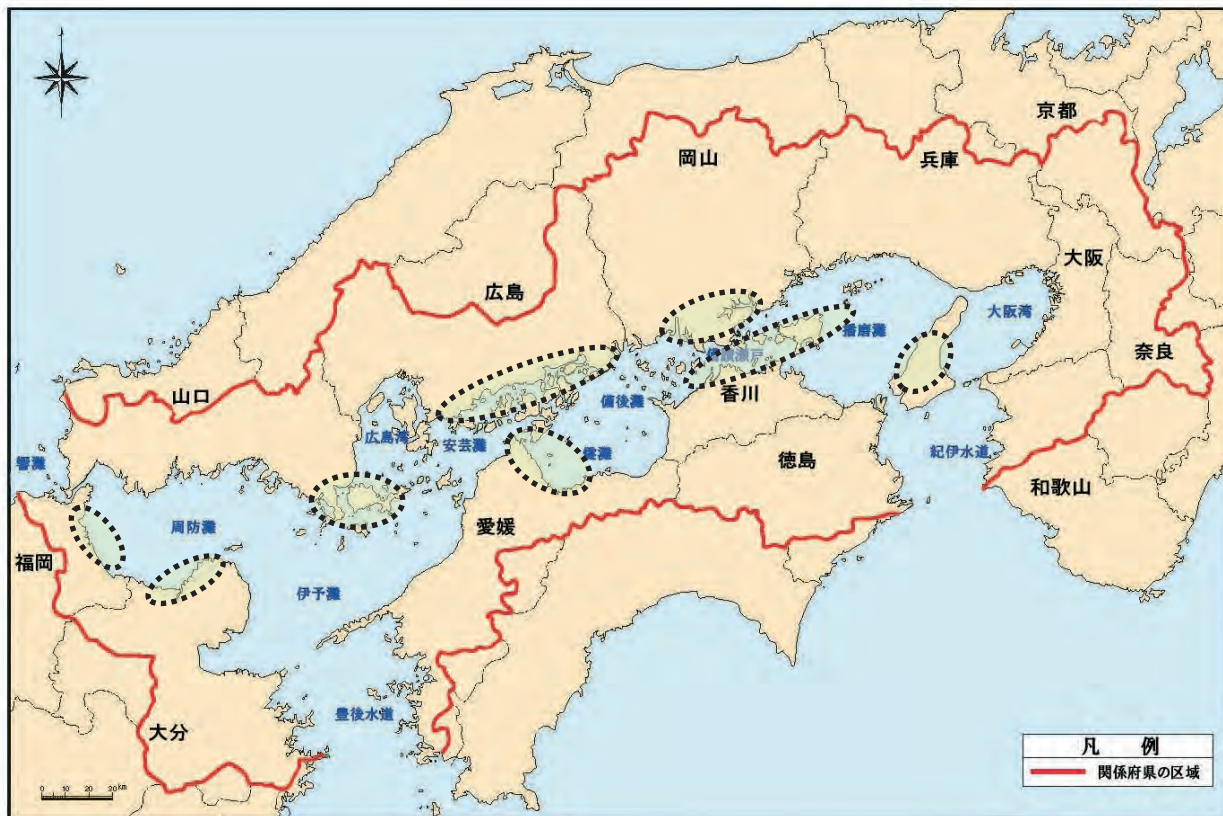 京都
岡山
兵庫
大阪
広島
大阪湾
播磨灘
奈良
山口
香川
備後灘
広島湾
安芸灘
徳島
紀伊水道
響灘
和歌山
周防灘
愛媛
福岡
伊予灘
豊後水道
大分
凡 例
関係府県の区域
0 10 20km